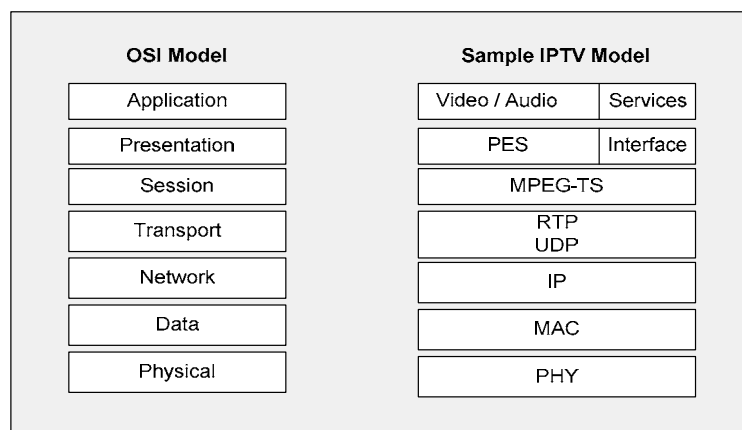 OSI Model
Application
Presentation
Session
Transport
Network
Data
Physical
Sample IPTV Model
Video / Audio
Services
PES
Interface
MPEG-TS
RTP
UDP
IP
MAC
PHY